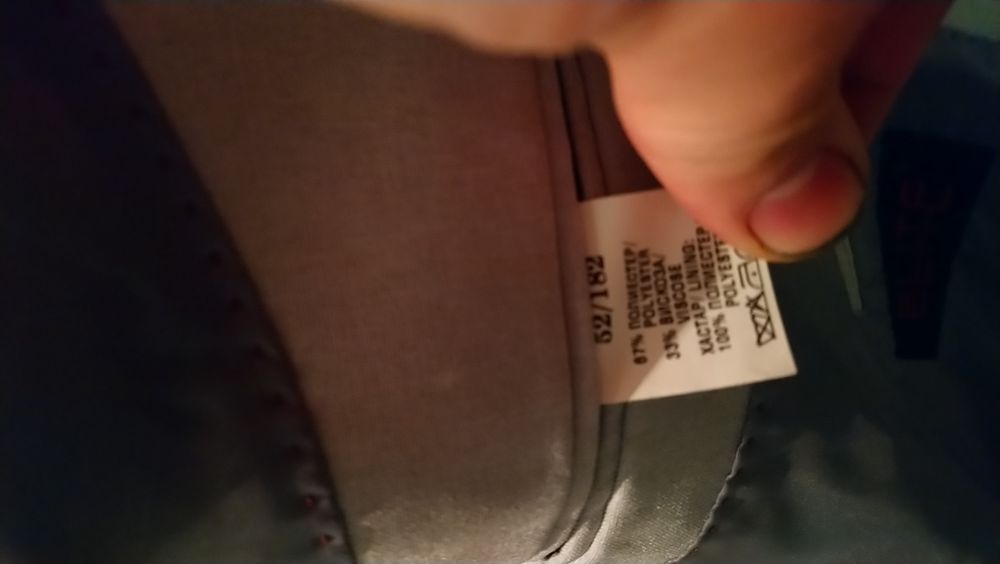 52/182
67% ПОЛИЕСТЕР/
POLYESTER
33% ВИСКОЗА/
VISCOSE
ХАСТАР/ LINING:
100% ПОЛИЕСТЕР
POLYESTER